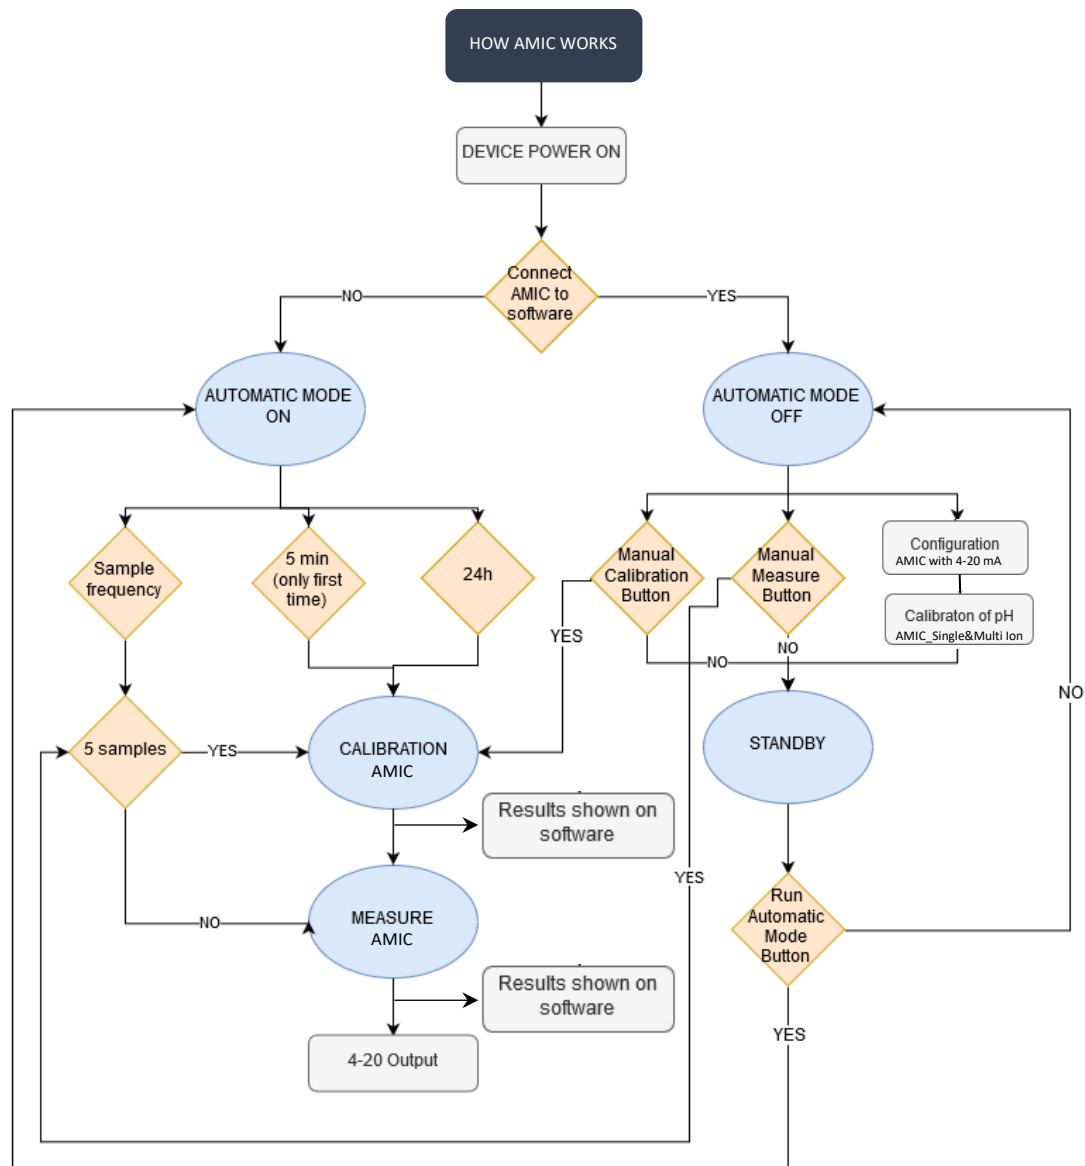 HOW AMIC WORKS
DEVICE POWER ON
Connect
AMIC to
software
NO
YES
AUTOMATIC MODE
ON
AUTOMATIC MODE
OFF
Sample
frequency
5 min
(only first
time)
24h
Manual
Calibration
Button
Manual
Measure
Button
Configuration
AMIC with 4-20 mA
Calibraton of pH
AMIC_Single&Multi Ion
YES
NO
NO
NO
5 samples
YES
CALIBRATION
AMIC
STANDBY
Results shown on
software
YES
NO
MEASURE
AMIC
Run
Automatic
Mode
Button
Results shown on
software
YES
4-20 Output